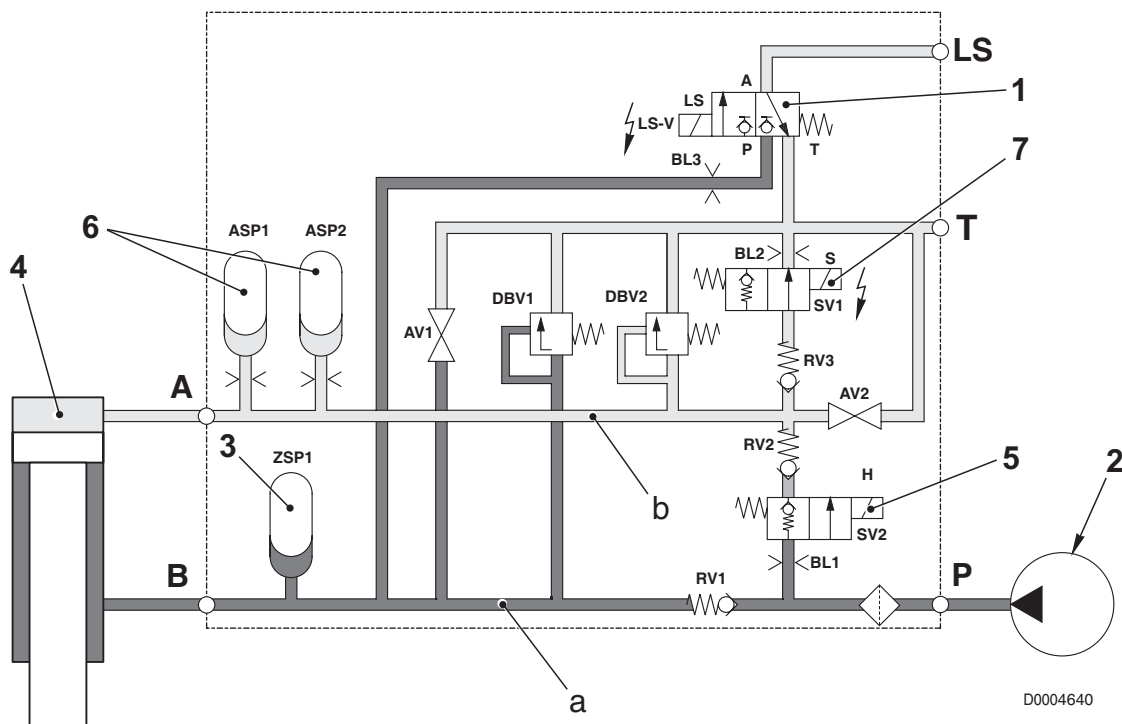 LS
A
1
LS
LS-V
P
T
BL3
7
6
ASP1
ASP2
T
4
BL2
S
DBV1
DBV2
SV1
AV1
RV3
A
AV2
3
ZSP1
RV2
H
5
2
b
SV2
B
BL1
P
RV1
a
D0004640